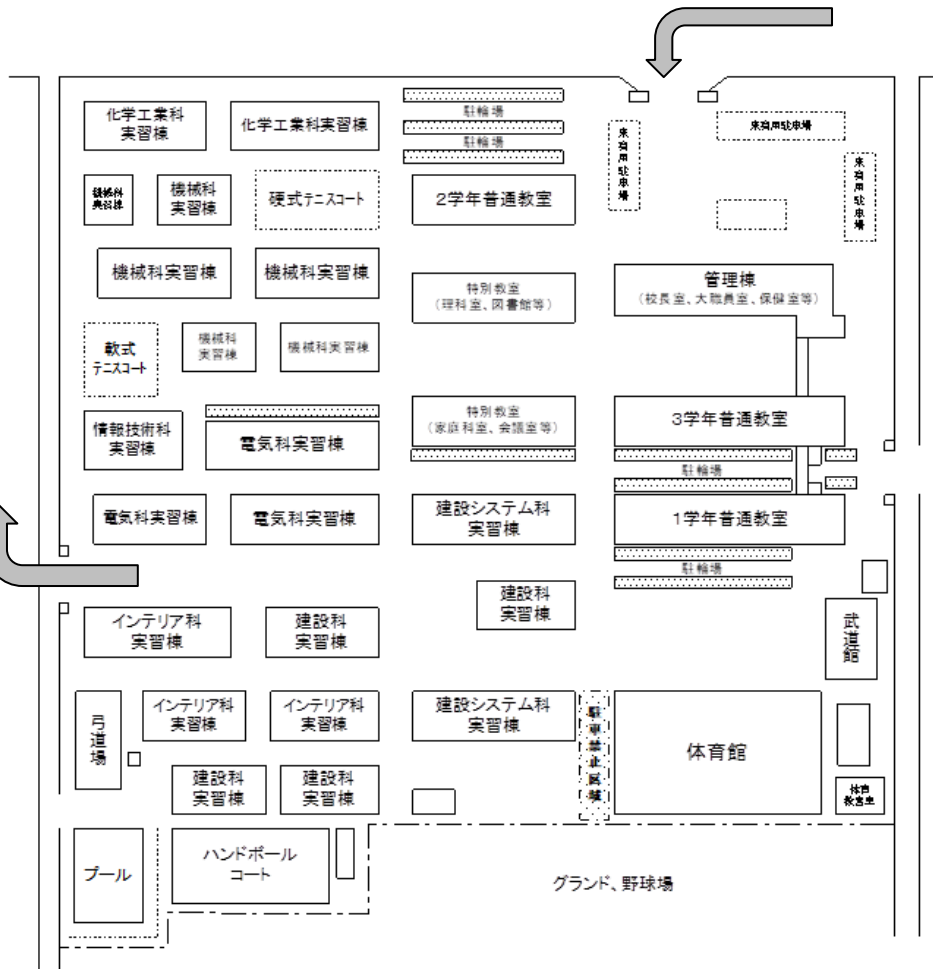 化学工業科
実習棟
化学工業科実習棟
駐輪場
駐輪場
来賓用駐車場
来賓用駐車場
来賓用駐車場
機械科
実習棟
機械科
実習棟
硬式テニスコート
2学年普通教室
機械科実習棟
機械科実習棟
特別教室
（理科室、図書館等）
管理棟
（校長室、大職員室、保健室等）
軟式
テニスコート
機械科
実習棟
機械科実習棟
情報技術科
実習棟
電気科実習棟
特別教室
（家庭科室、会議室等）
3学年普通教室
駐輪場
電気科実習棟
電気科実習棟
建設システム科
実習棟
1学年普通教室
駐輪場
インテリア科
実習棟
建設科
実習棟
建設科
実習棟
武道館
弓道場
インテリア科
実習棟
インテリア科
実習棟
建設システム科
実習棟
駐車禁止区域
体育館
建設科
実習棟
建設科
実習棟
体育
教官室
プール
ハンドボール
コート
グランド、野球場